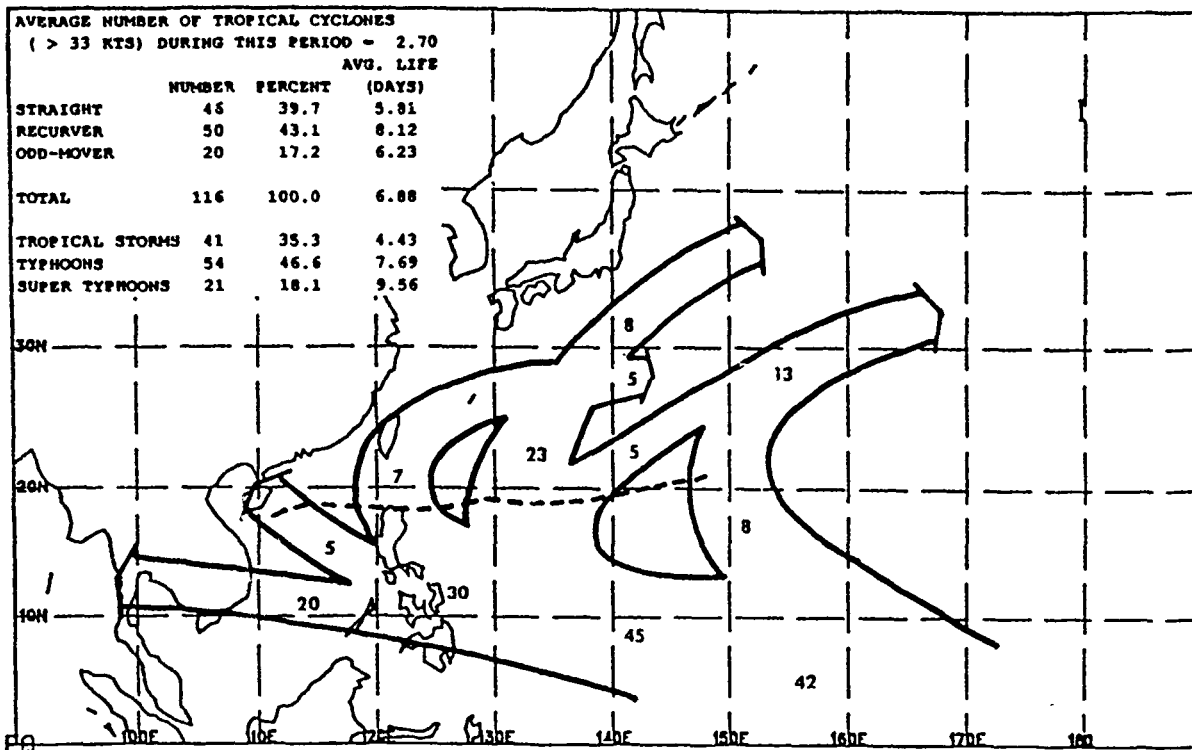 AVERAGE NUMBER OF TROPICAL CYCLONES
( > 33 KTS) DURING THIS PERIOD = 2.70
AVG. LIFE
NUMBER PERCENT (DAYS)
STRAIGHT 46 39.7 5.81
RECURVER 50 43.1 8.12
ODD-MOVER 20 17.2 6.23
TOTAL 116 100.0 6.88
TROPICAL STORMS 41 35.3 4.43
TYPHOONS 54 46.6 7.69
SUPER TYPHOONS 21 18.1 9.56
8
30N
5 13
23 5
7
20N
8
5
20 30
10N
45
42
100E 110E 120E 130E 140E 150E 160E 170E 180